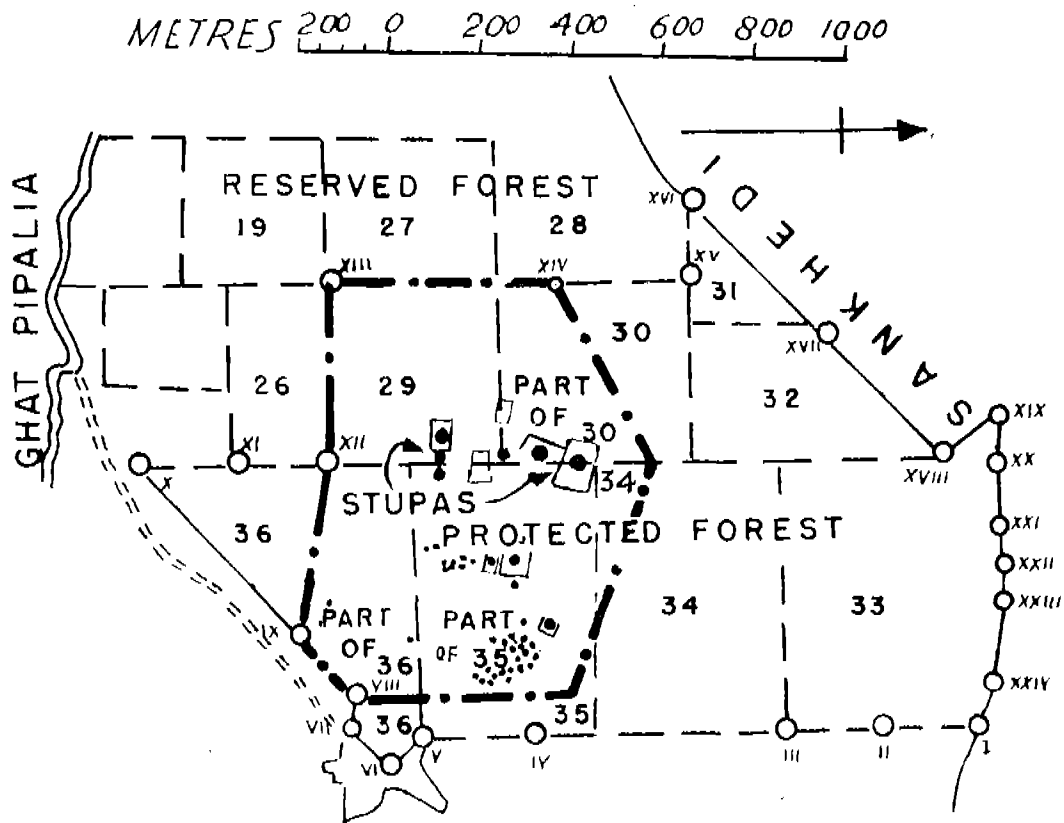 METRES 200 0 200 400 600 800 1000
GHAT PIPALIA
SANKHEDI
RESERVED FOREST
19 27 28
XVI
XIII XIV XV
31
30
XVII
26 29 PART
OF
30
32
XIX
XI XII XVIII XX
X
34
STUPAS
36 PROTECTED FOREST
XXI
XXII
34 33 XXIII
PART
OF
36
PART
OF 35
VIII XXIV
VII 36 35
VI V IV III II I